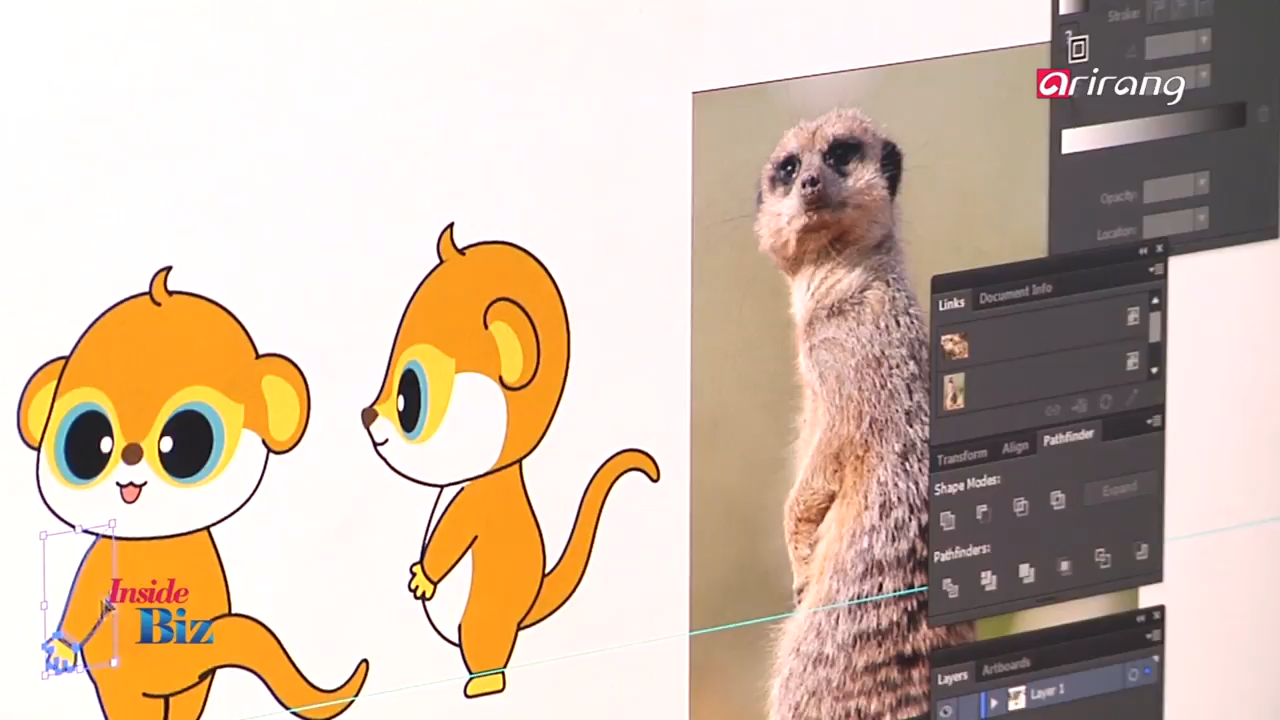 Stroke:
arirang
Opacity:
Location:
Links
Document Info
Transform
Align
Pathfinder
Shape Modes:
Expand
Pathfinders:
Inside
Biz
Layers
Artboards
Layer 1